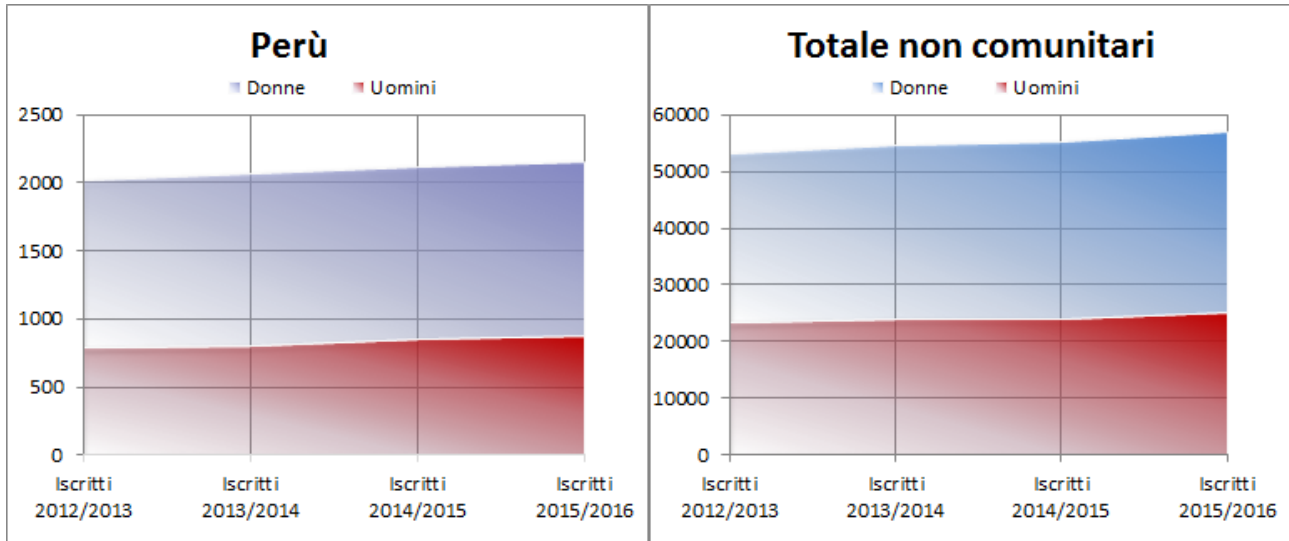 Perù
Donne Uomini
2500
2000
1500
1000
500
0
Iscritti 2012/2013
Iscritti 2013/2014
Iscritti 2014/2015
Iscritti 2015/2016
Totale non comunitari
Donne Uomini
60000
50000
40000
30000
20000
10000
0
Iscritti 2012/2013
Iscritti 2013/2014
Iscritti 2014/2015
Iscritti 2015/2016